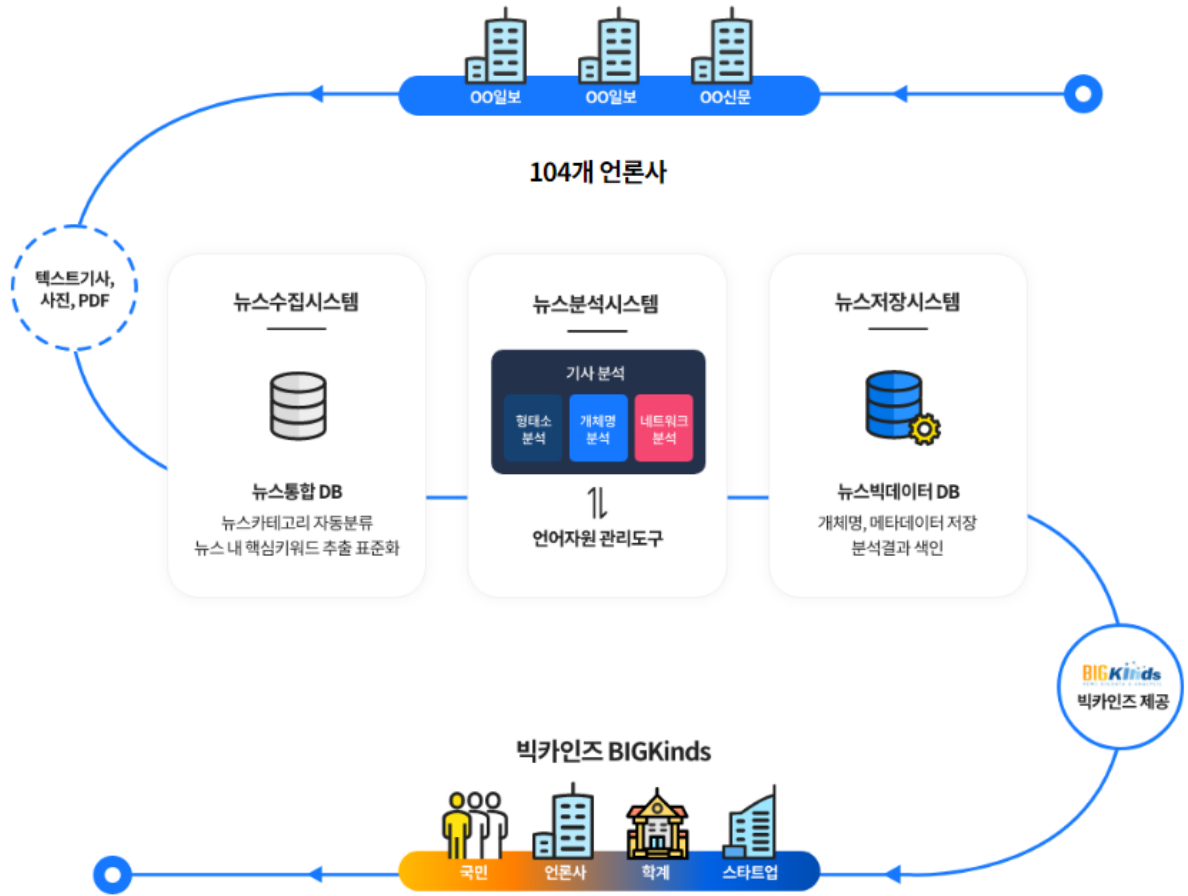 OO일보
OO일보
OO신문
104개 언론사
텍스트기사,
사진, PDF
뉴스수집시스템
뉴스통합 DB
뉴스카테고리 자동분류
뉴스 내 핵심키워드 추출 표준화
뉴스분석시스템
기사 분석
형태소
분석
개체명
분석
네트워크
분석
언어자원 관리도구
뉴스저장시스템
뉴스빅데이터 DB
개체명, 메타데이터 저장
분석결과 색인
BIGKinds
빅카인즈 제공
빅카인즈 BIGKinds
국민
언론사
학계
스타트업